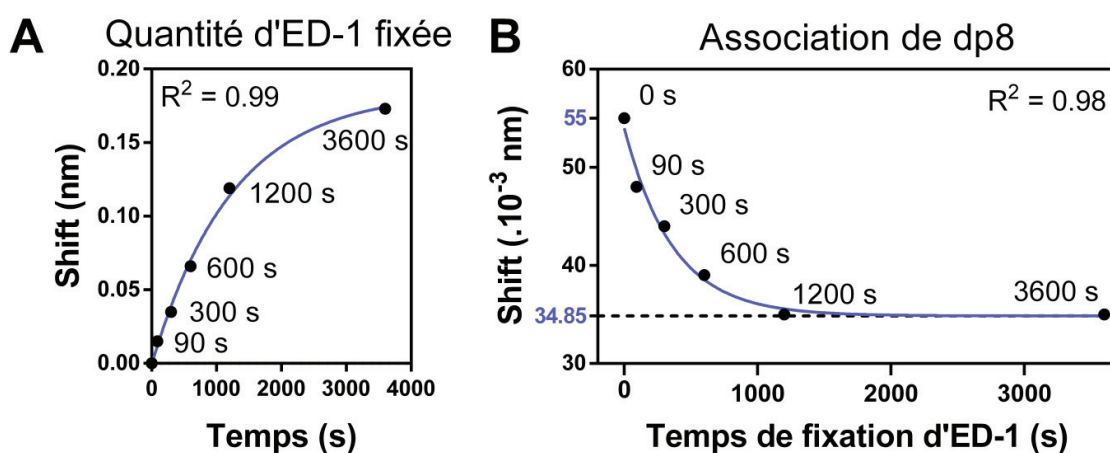 A Quantité d'ED-1 fixée
0.20
0.15
0.10
0.05
0.00
Shift (nm)
R² = 0.99
3600 s
1200 s
600 s
300 s
90 s
0 1000 2000 3000 4000
Temps (s)
B Association de dp8
60
55
50
40
34.85
30
Shift (.10⁻³ nm)
R² = 0.98
0 s
90 s
300 s
600 s
1200 s 3600 s
0 1000 2000 3000
Temps de fixation d'ED-1 (s)